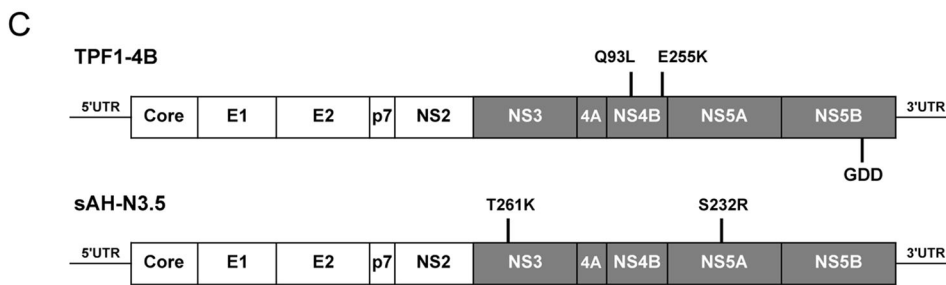 C
TPF1-4B
Q93L E255K
5'UTR Core E1 E2 p7 NS2 NS3 4A NS4B NS5A NS5B 3'UTR
GDD
sAH-N3.5
T261K S232R
5'UTR Core E1 E2 p7 NS2 NS3 4A NS4B NS5A NS5B 3'UTR